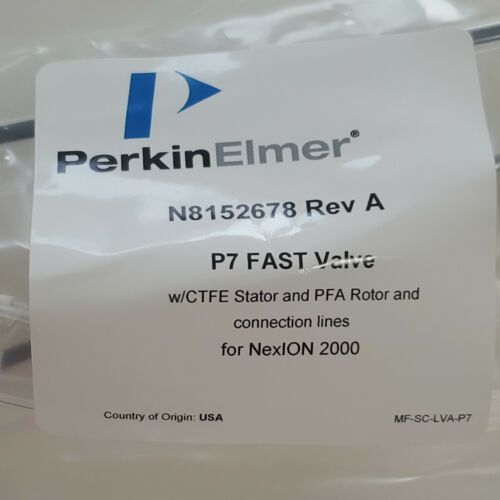 PerkinElmer®
N8152678 Rev A
P7 FAST Valve
w/CTFE Stator and PFA Rotor and
connection lines
for NexION 2000
Country of Origin: USA
MF-SC-LVA-P7